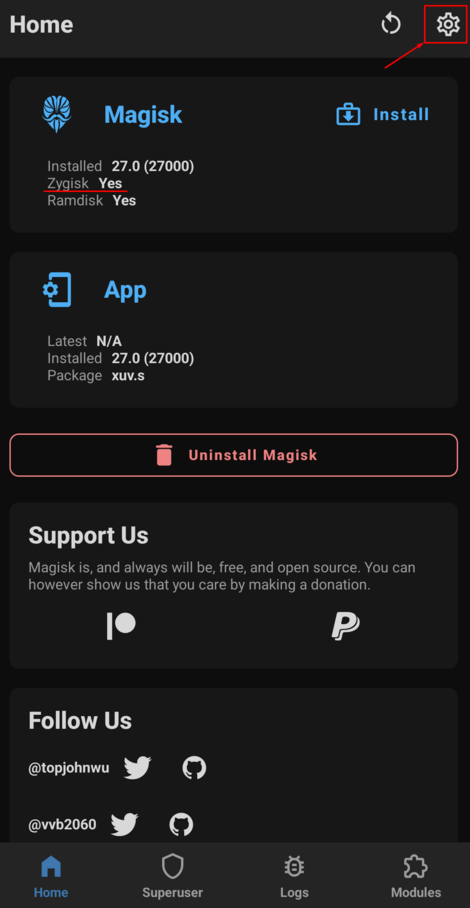 Home
Magisk
Install
Installed 27.0 (27000)
Zygisk Yes
Ramdisk Yes
App
Latest N/A
Installed 27.0 (27000)
Package xuv.s
Uninstall Magisk
Support Us
Magisk is, and always will be, free, and open source. You can
however show us that you care by making a donation.
Follow Us
@topjohnwu
@vvb2060
Home
Superuser
Logs
Modules